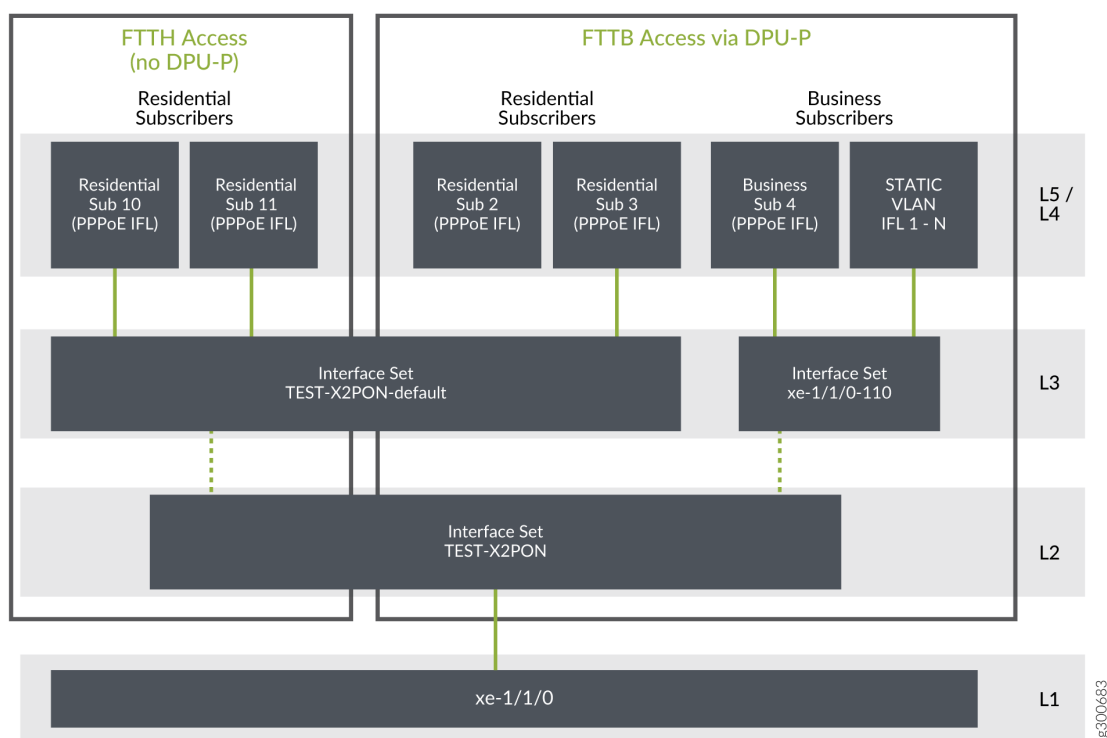 FTTH Access
(no DPU-P)
FTTB Access via DPU-P
Residential
Subscribers
Residential
Subscribers
Business
Subscribers
Residential
Sub 10
(PPPoE IFL)
Residential
Sub 11
(PPPoE IFL)
Residential
Sub 2
(PPPoE IFL)
Residential
Sub 3
(PPPoE IFL)
Business
Sub 4
(PPPoE IFL)
STATIC
VLAN
IFL 1 - N
L5 /
L4
Interface Set
TEST-X2PON-default
Interface Set
xe-1/1/0-110
L3
Interface Set
TEST-X2PON
L2
xe-1/1/0
L1
g300683